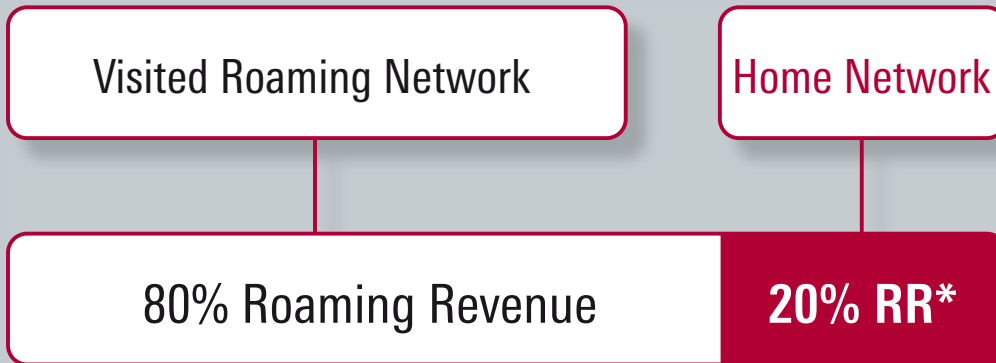 Visited Roaming Network
Home Network
80% Roaming Revenue
20% RR*